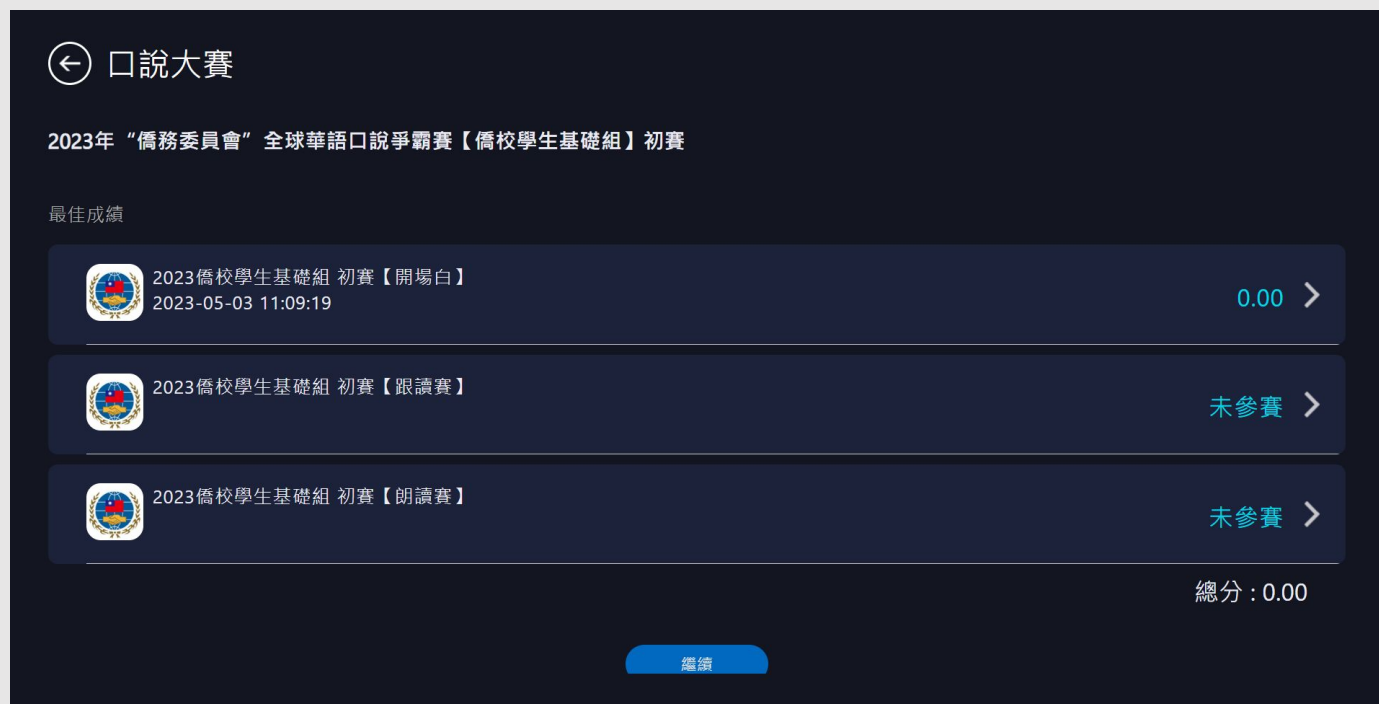 口說大賽
2023年“僑務委員會”全球華語口說爭霸賽【僑校學生基礎組】初賽
最佳成績
2023僑校學生基礎組 初賽【開場白】
2023-05-03 11:09:19
0.00
2023僑校學生基礎組 初賽【跟讀賽】
未參賽
2023僑校學生基礎組 初賽【朗讀賽】
未參賽
總分 : 0.00
繼續